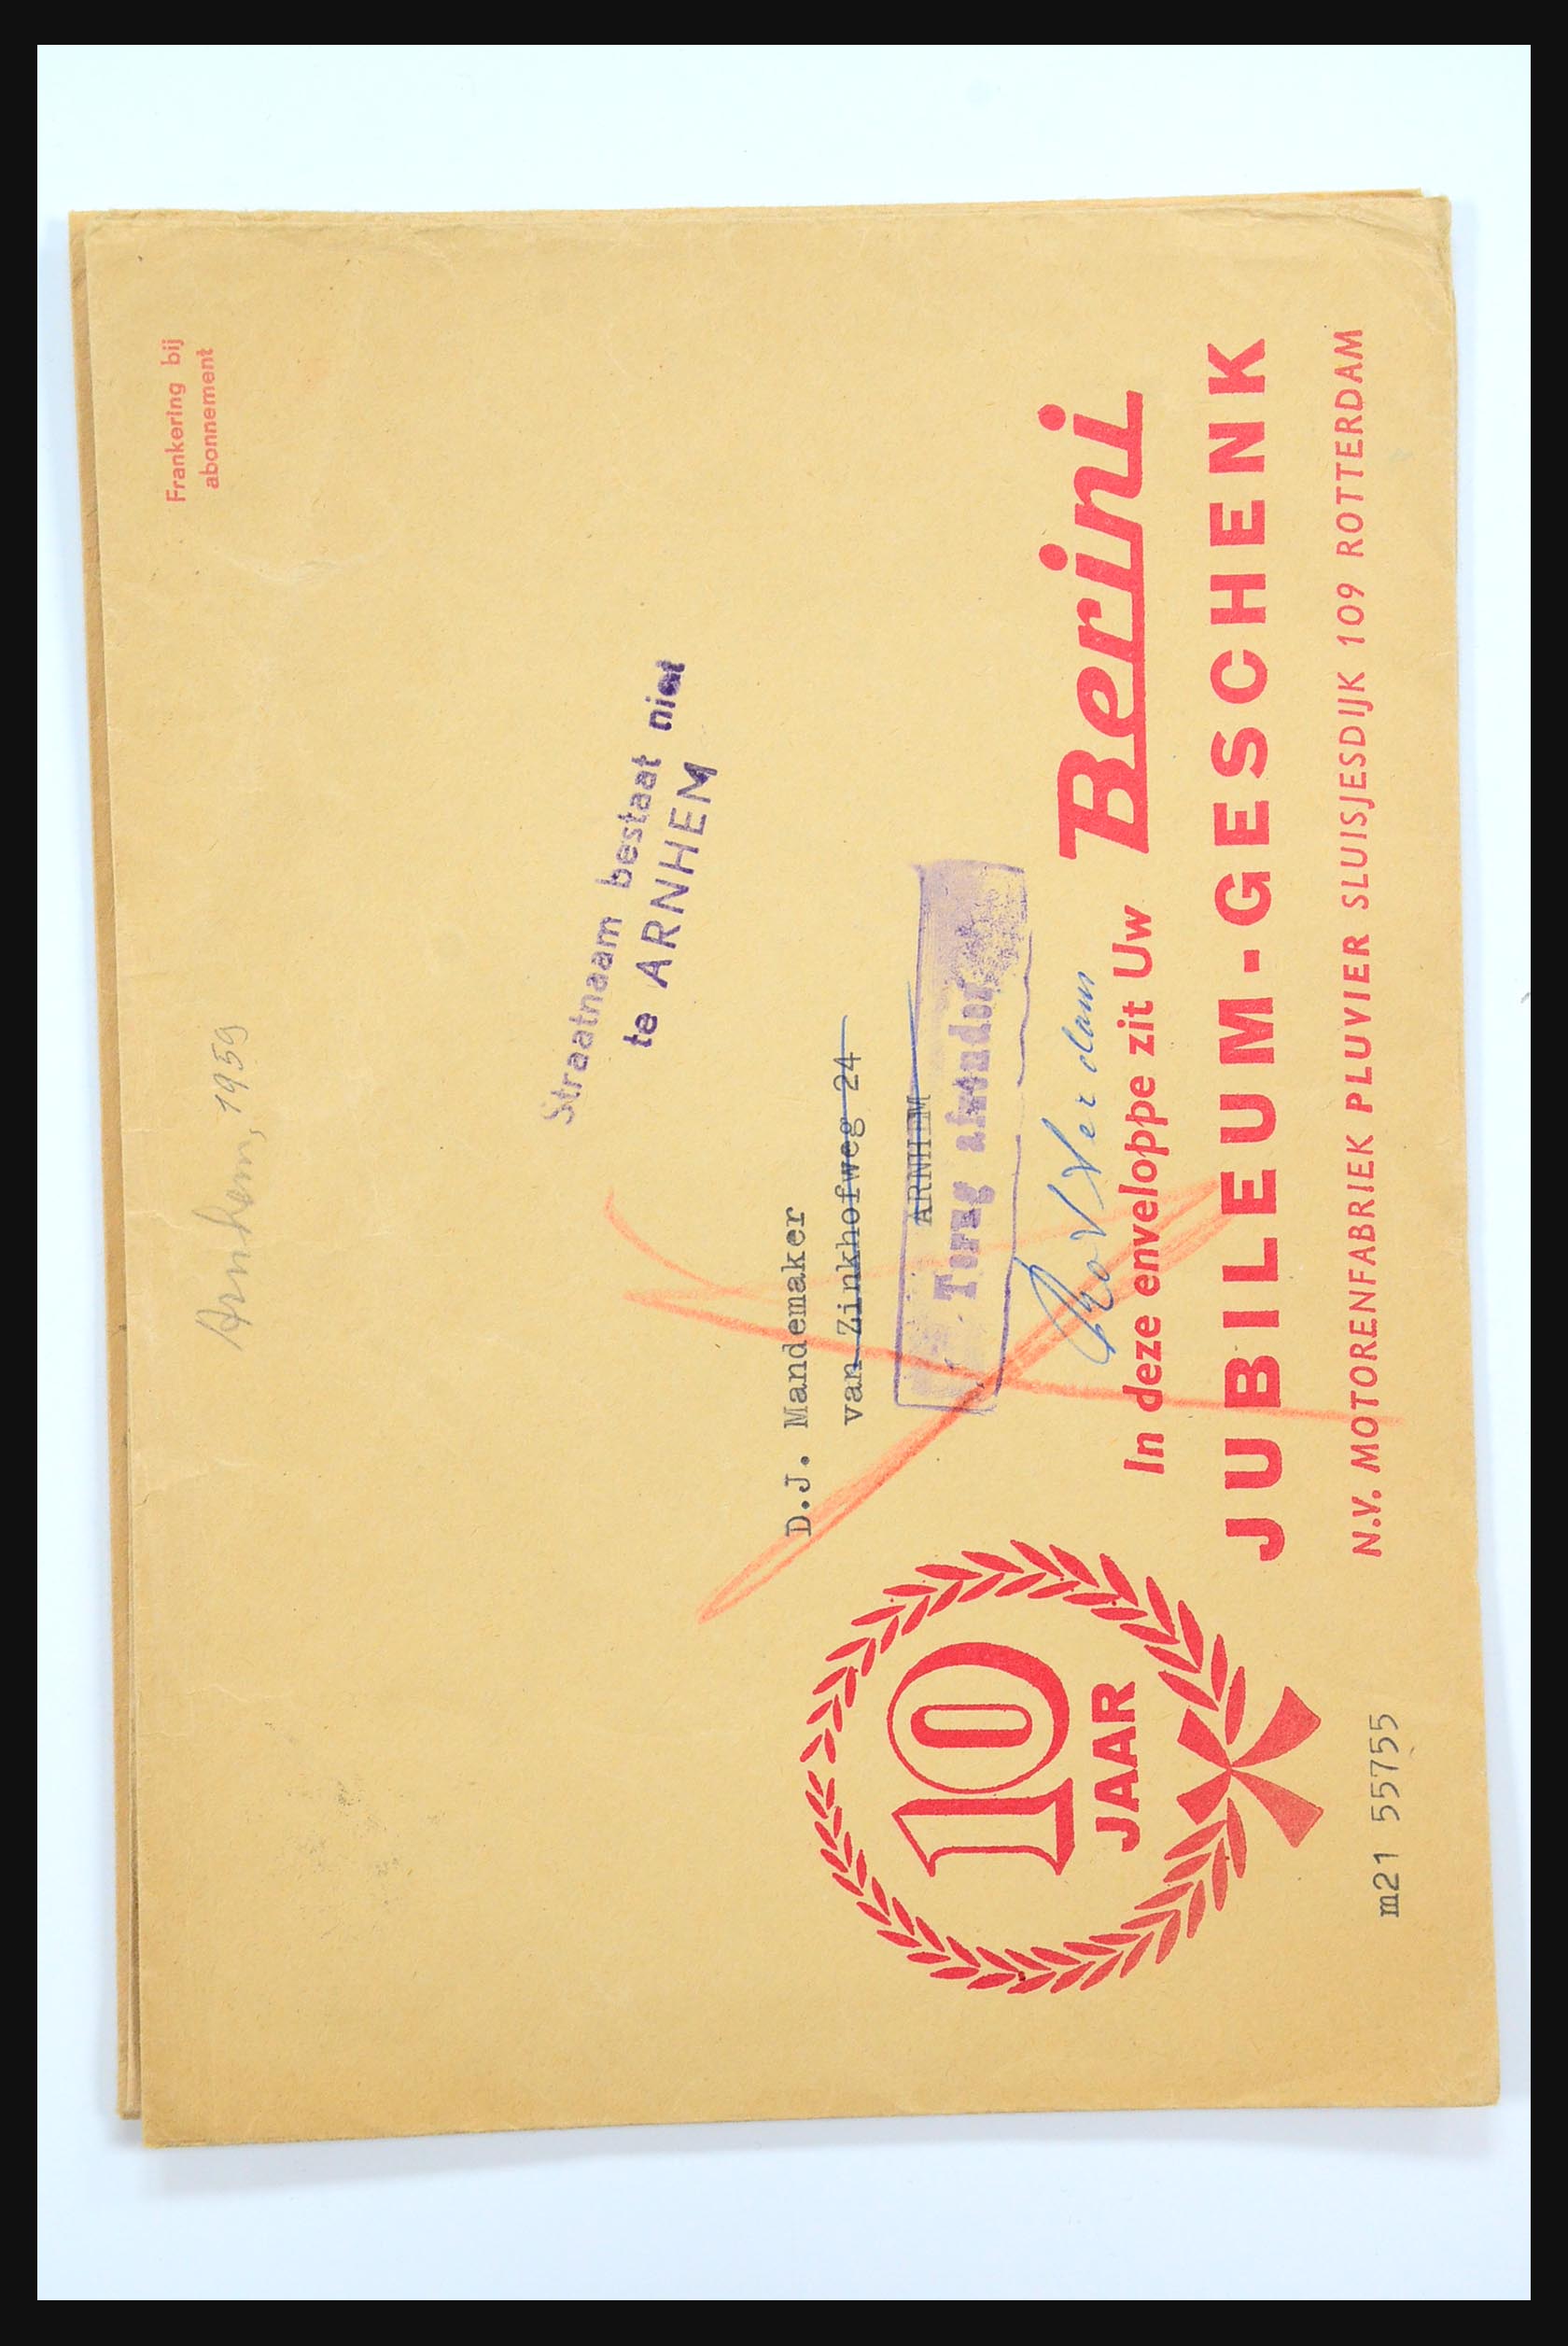 Frankering bij
abonnement
Arnhem, 1959
Straatnaam bestaat niet
te ARNHEM
D.J. Mandemaker
van Zinkhofweg 24
ARNHEM
Terug afzender
In deze enveloppe zit Uw Berini
JUBILEUM-GESCHENK
N.V. MOTORENFABRIEK PLUVIER SLUISJESDIJK 109 ROTTERDAM
10
JAAR
m21 55755